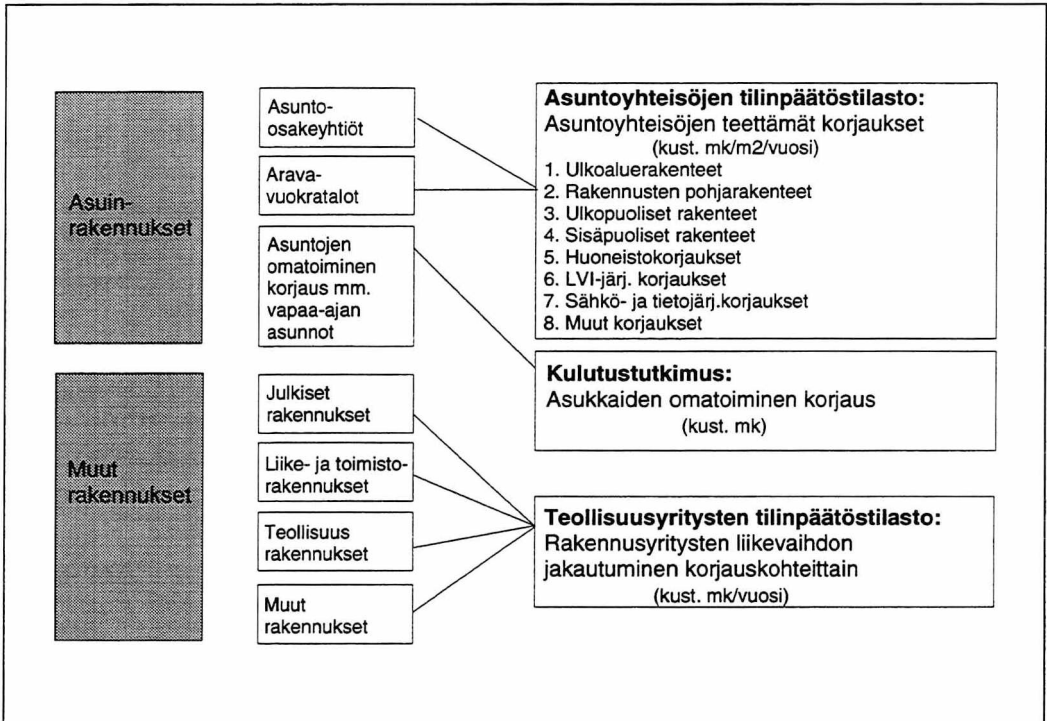 Asuin-
rakennukset
Asunto-
osakeyhtiöt
Arava-
vuokratalot
Asuntojen
omatoiminen
korjaus mm.
vapaa-ajan
asunnot
Asuntoyhteisöjen tilinpäätöstilasto:
Asuntoyhteisöjen teettämät korjaukset
(kust. mk/m2/vuosi)
1. Ulkoaluerakenteet
2. Rakennusten pohjarakenteet
3. Ulkopuoliset rakenteet
4. Sisäpuoliset rakenteet
5. Huoneistokorjaukset
6. LVI-järj. korjaukset
7. Sähkö- ja tietojärj.korjaukset
8. Muut korjaukset
Kulutustutkimus:
Asukkaiden omatoiminen korjaus
(kust. mk)
Muut
rakennukset
Julkiset
rakennukset
Liike- ja toimisto-
rakennukset
Teollisuus
rakennukset
Muut
rakennukset
Teollisuusyritysten tilinpäätöstilasto:
Rakennusyritysten liikevaihdon
jakautuminen korjauskohteittain
(kust. mk/vuosi)